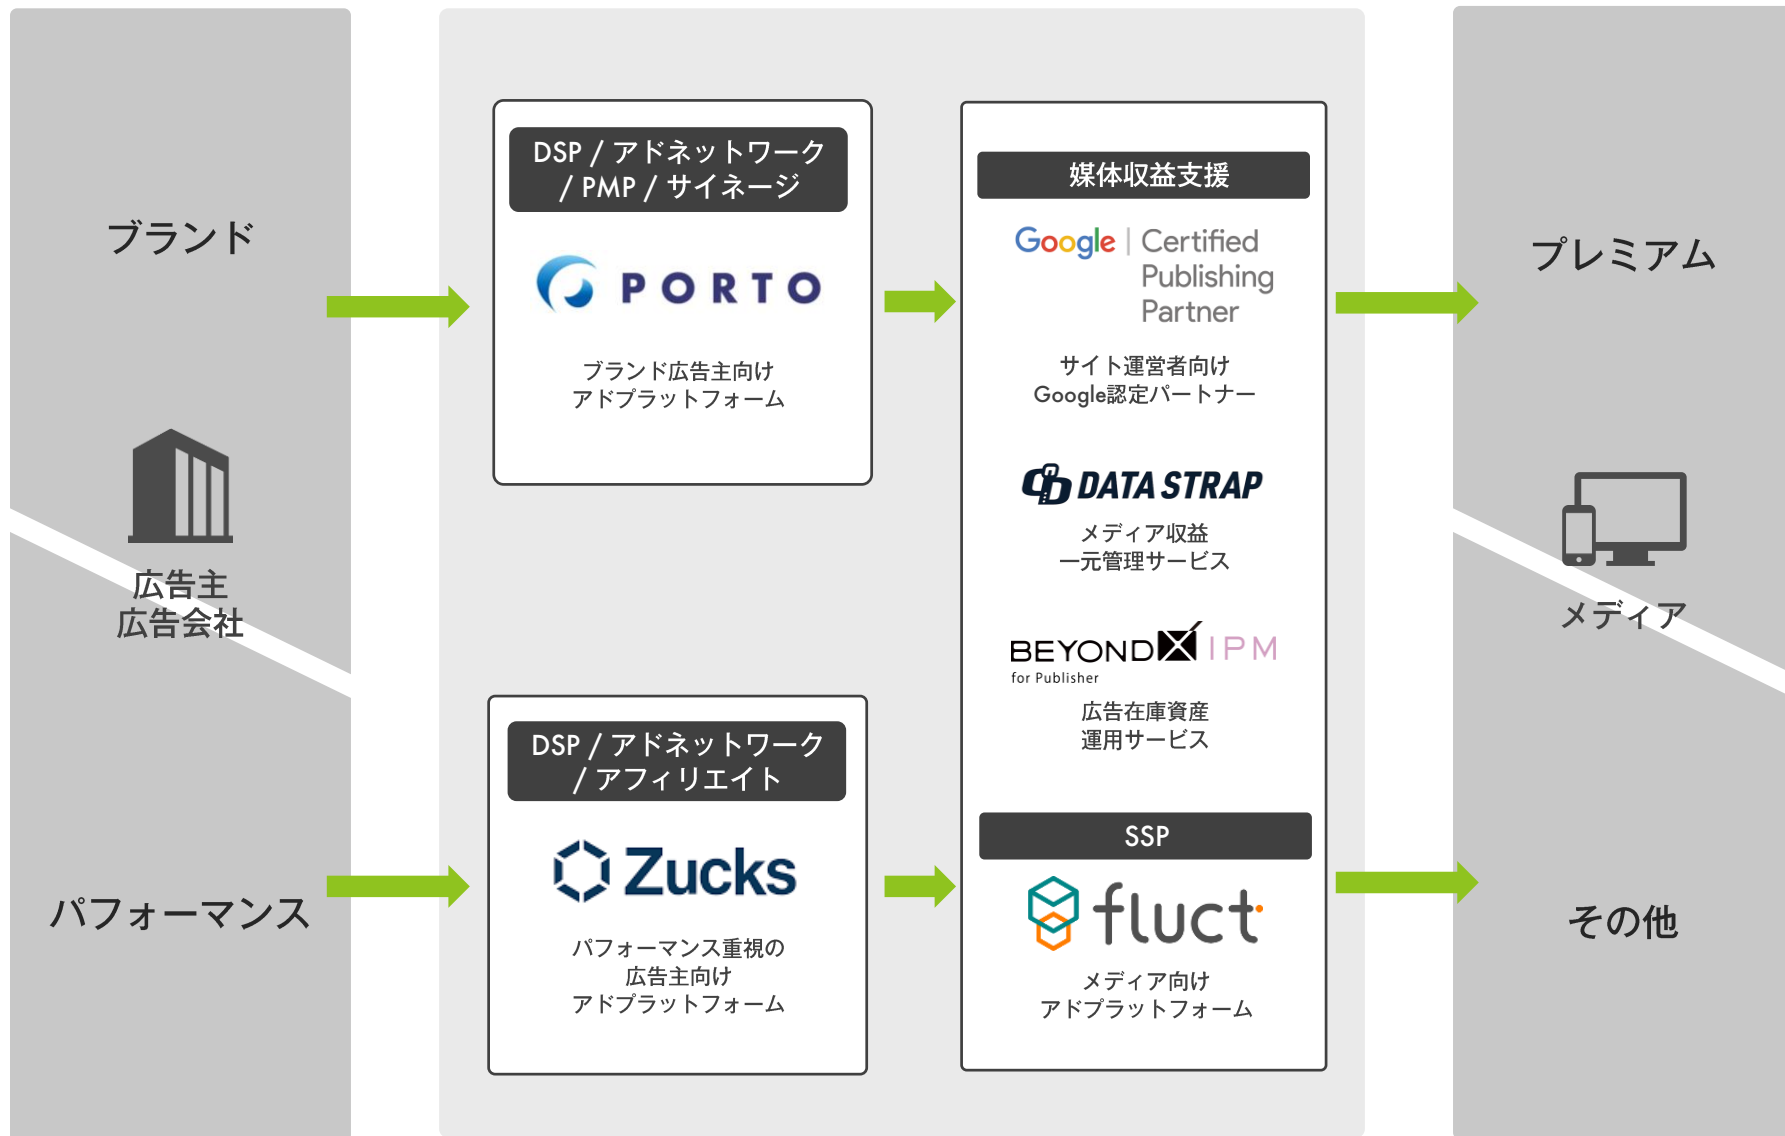 ブランド
広告主
広告会社
パフォーマンス
DSP / アドネットワーク
/ PMP / サイネージ
PORTO
ブランド広告主向け
アドプラットフォーム
DSP / アドネットワーク
/ アフィリエイト
Zucks
パフォーマンス重視の
広告主向け
アドプラットフォーム
媒体収益支援
Google Certified
Publishing
Partner
サイト運営者向け
Google認定パートナー
DATA STRAP
メディア収益
一元管理サービス
BEYOND X IPM
for Publisher
広告在庫資産
運用サービス
SSP
fluct
メディア向け
アドプラットフォーム
プレミアム
メディア
その他